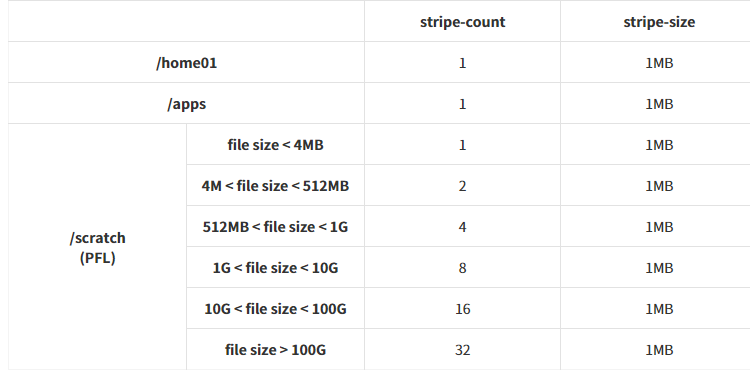 stripe-count stripe-size
/home01 1 1MB
/apps 1 1MB
/scratch
(PFL)
file size < 4MB 1 1MB
4M < file size < 512MB 2 1MB
512MB < file size < 1G 4 1MB
1G < file size < 10G 8 1MB
10G < file size < 100G 16 1MB
file size > 100G 32 1MB